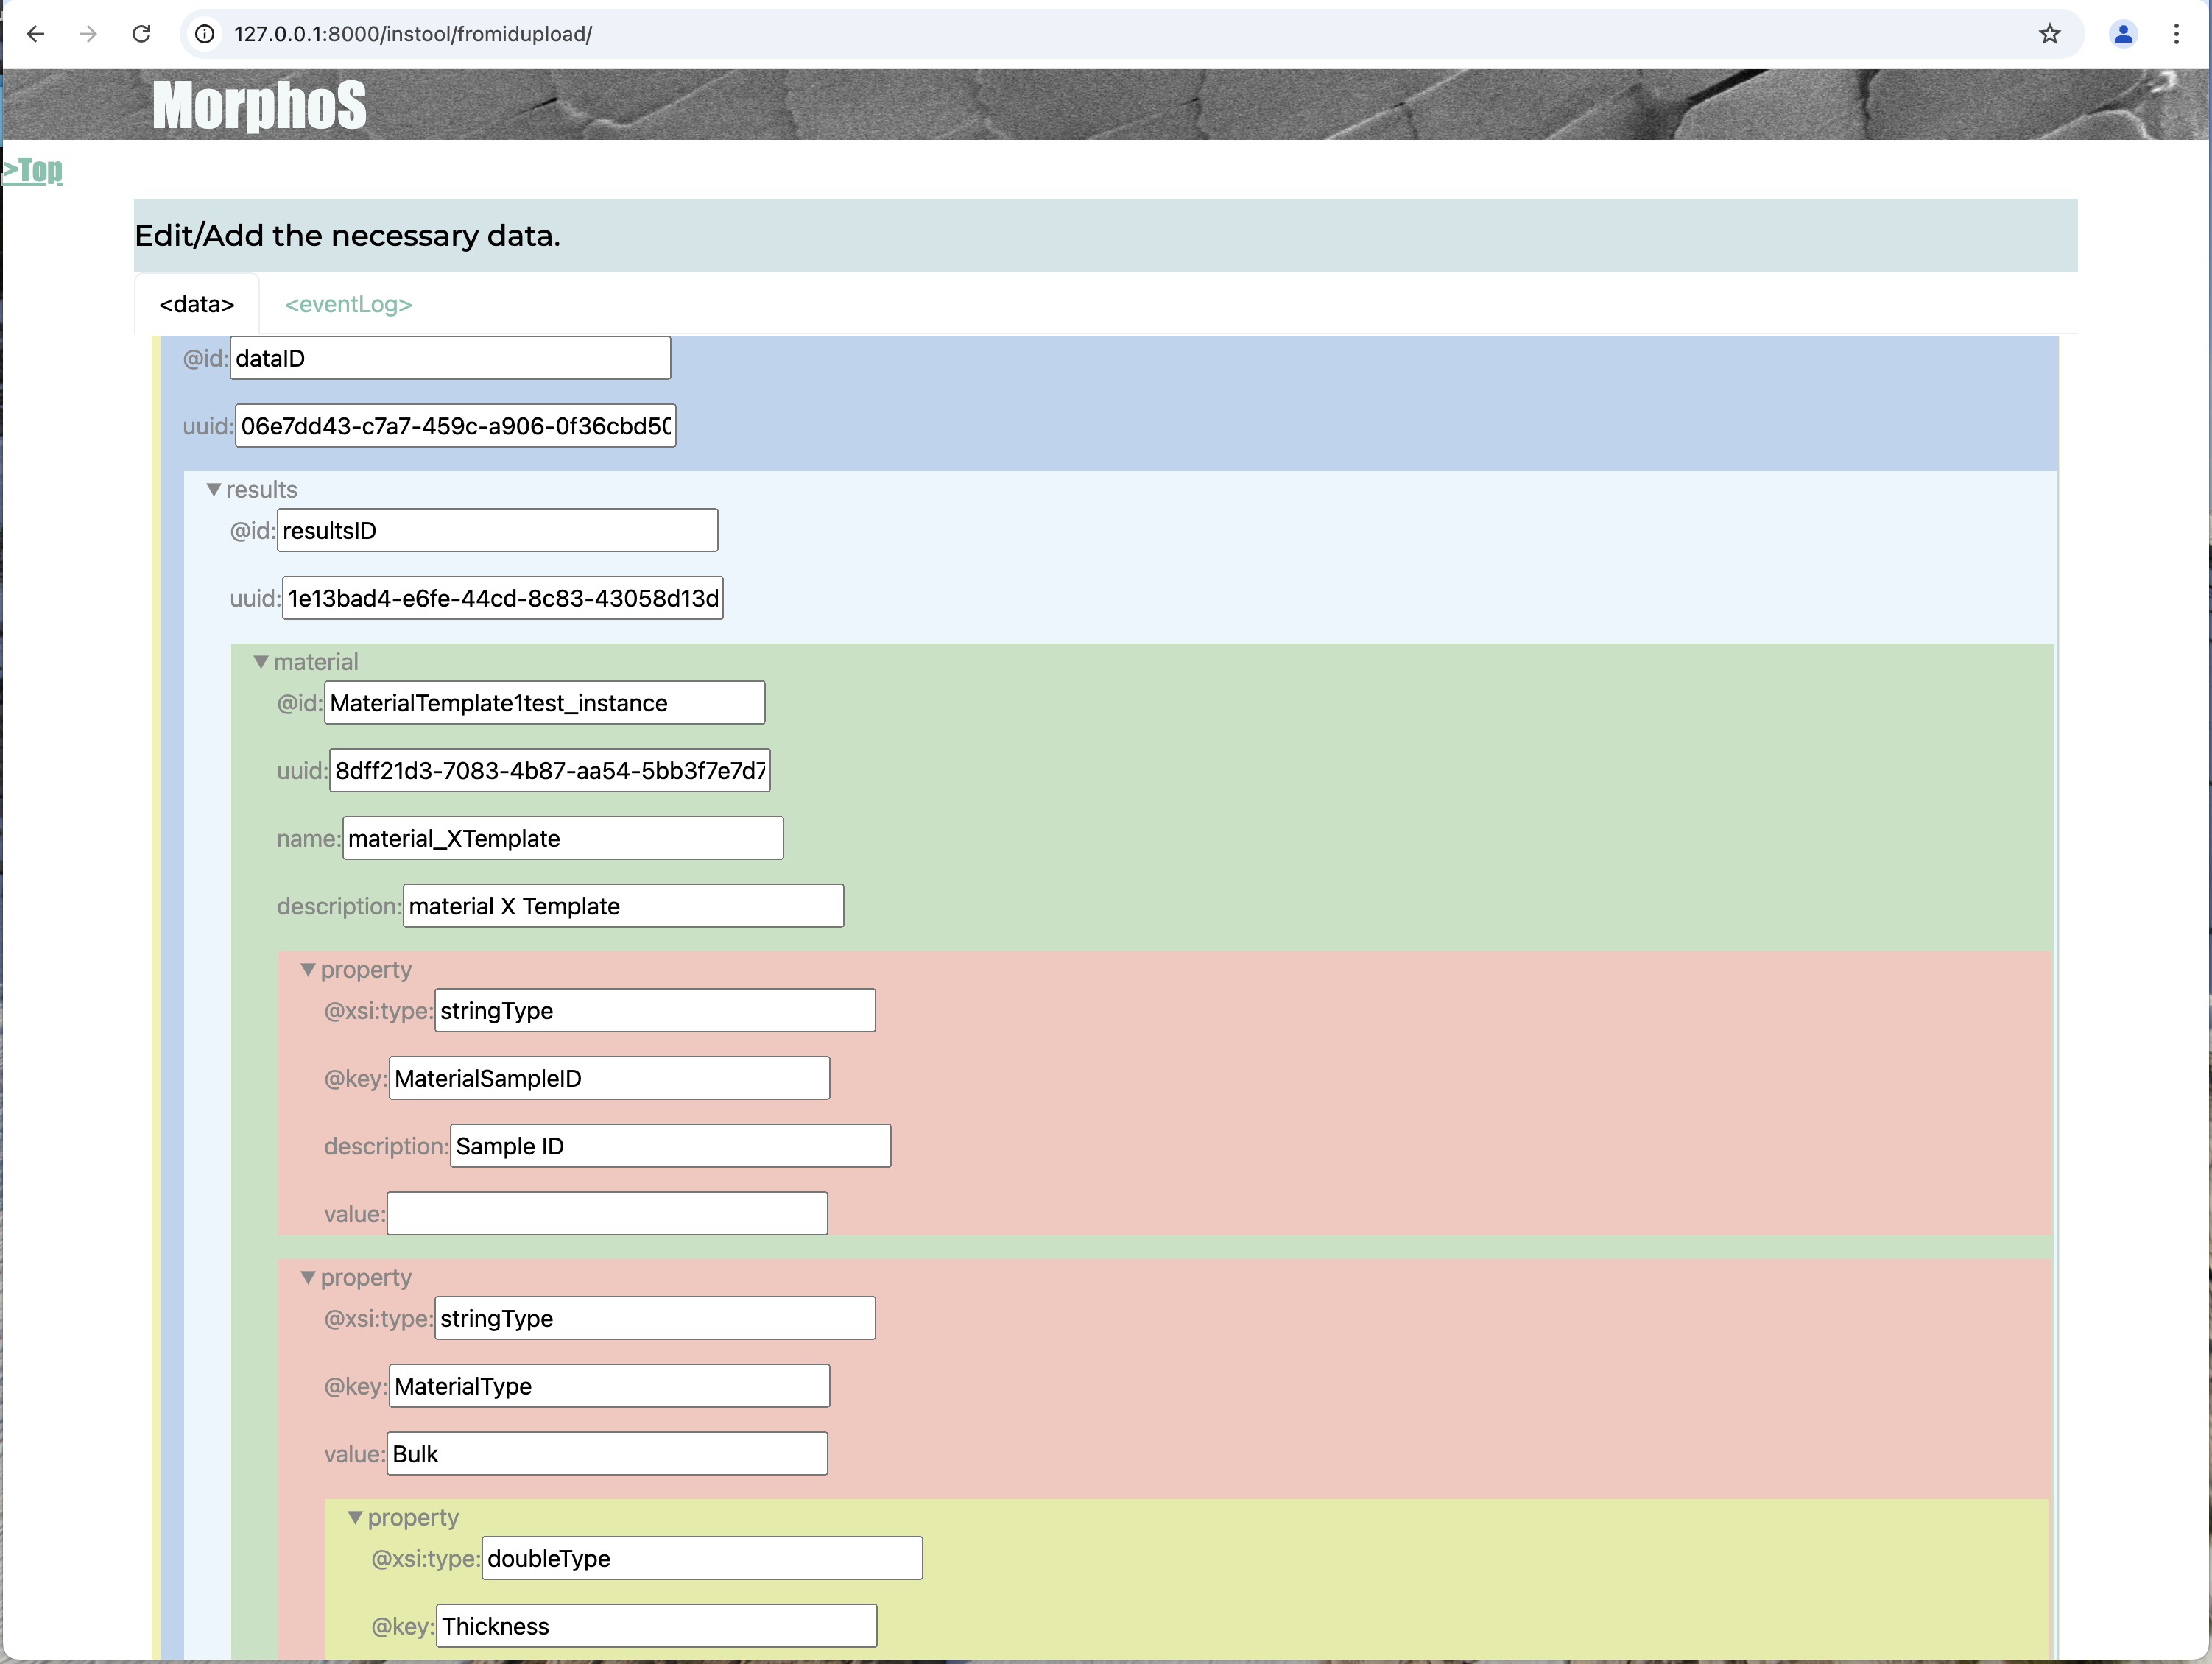 127.0.0.1:8000/instool/fromidupload/
MorphoS
>Top
Edit/Add the necessary data.
<data> <eventLog>
@id: dataID
uuid: 06e7dd43-c7a7-459c-a906-0f36cbd50
▼ results
@id: resultsID
uuid: 1e13bad4-e6fe-44cd-8c83-43058d13d
▼ material
@id: MaterialTemplate1test_instance
uuid: 8dff21d3-7083-4b87-aa54-5bb3f7e7d7
name: material_XTemplate
description: material X Template
▼ property
@xsi:type: stringType
@key: MaterialSampleID
description: Sample ID
value:
▼ property
@xsi:type: stringType
@key: MaterialType
value: Bulk
▼ property
@xsi:type: doubleType
@key: Thickness